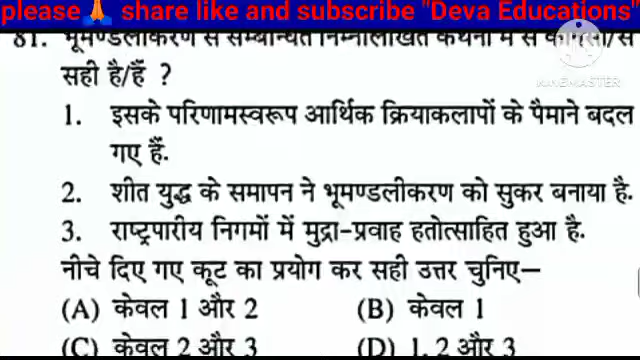 please🙏 share like and subscribe "Deva Educations"
81. भूमण्डलीकरण से सम्बन्धित निम्नलिखित कथनों में से कौनसा/से
सही है/हैं ?
1. इसके परिणामस्वरूप आर्थिक क्रियाकलापों के पैमाने बदल
गए हैं.
2. शीत युद्ध के समापन ने भूमण्डलीकरण को सुकर बनाया है.
3. राष्ट्रपारीय निगमों में मुद्रा-प्रवाह हतोत्साहित हुआ है.
नीचे दिए गए कूट का प्रयोग कर सही उत्तर चुनिए—
(A) केवल 1 और 2 (B) केवल 1
(C) केवल 2 और 3 (D) 1, 2 और 3
KINEMASTER